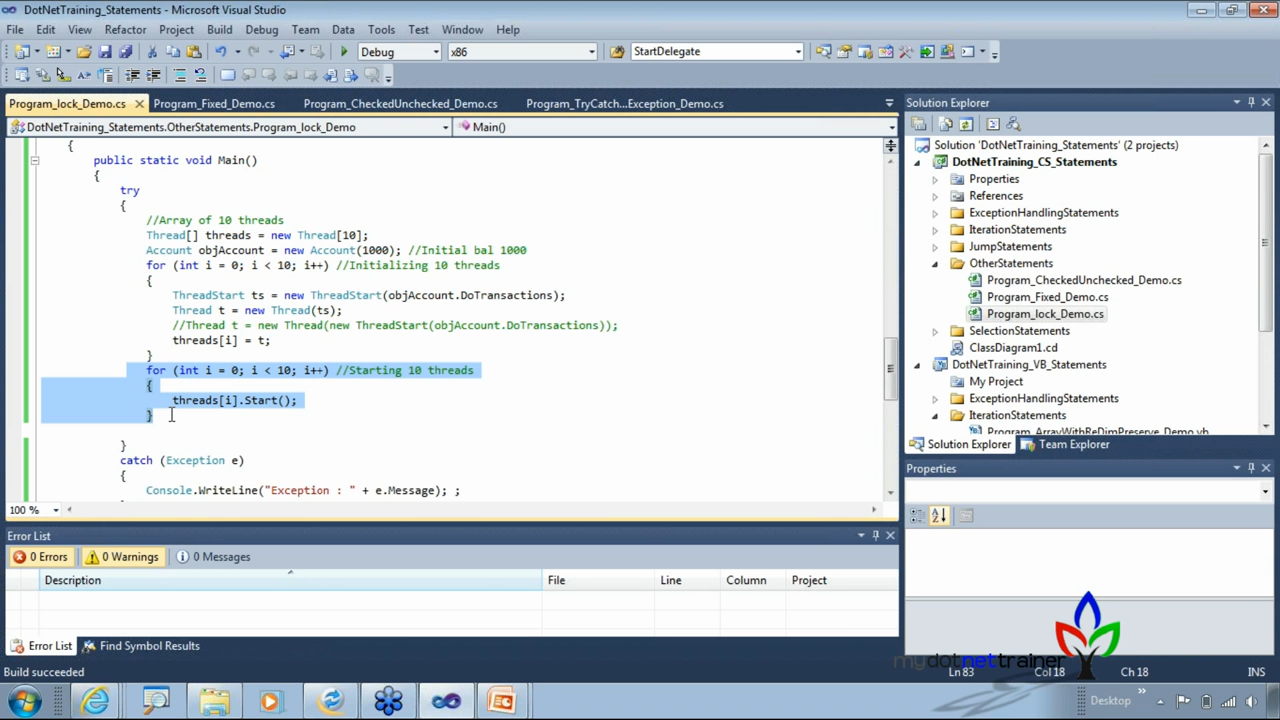 DotNetTraining_Statements - Microsoft Visual Studio
File Edit View Refactor Project Build Debug Team Data Tools Test Window Help
Debug x86 StartDelegate
Program_lock_Demo.cs Program_Fixed_Demo.cs Program_CheckedUnchecked_Demo.cs Program_TryCatch...Exception_Demo.cs
DotNetTraining_Statements.OtherStatements.Program_lock_Demo Main()
{
public static void Main()
{
try
{
//Array of 10 threads
Thread[] threads = new Thread[10];
Account objAccount = new Account(1000); //Initial bal 1000
for (int i = 0; i < 10; i++) //Initializing 10 threads
{
ThreadStart ts = new ThreadStart(objAccount.DoTransactions);
Thread t = new Thread(ts);
//Thread t = new Thread(new ThreadStart(objAccount.DoTransactions));
threads[i] = t;
}
for (int i = 0; i < 10; i++) //Starting 10 threads
{
threads[i].Start();
}
}
catch (Exception e)
{
Console.WriteLine("Exception : " + e.Message); ;
100 %
Solution Explorer
Solution 'DotNetTraining_Statements' (2 projects)
DotNetTraining_CS_Statements
Properties
References
ExceptionHandlingStatements
IterationStatements
JumpStatements
OtherStatements
Program_CheckedUnchecked_Demo.cs
Program_Fixed_Demo.cs
Program_lock_Demo.cs
SelectionStatements
ClassDiagram1.cd
DotNetTraining_VB_Statements
My Project
ExceptionHandlingStatements
IterationStatements
Program_ArrayWithReDimPreserve_Demo.vb
Solution Explorer Team Explorer
Properties
Error List
0 Errors 0 Warnings 0 Messages
Description File Line Column Project
Error List Find Symbol Results
mydotnettrainer
Build succeeded Ln 83 Col 18 Ch 18 INS
Desktop